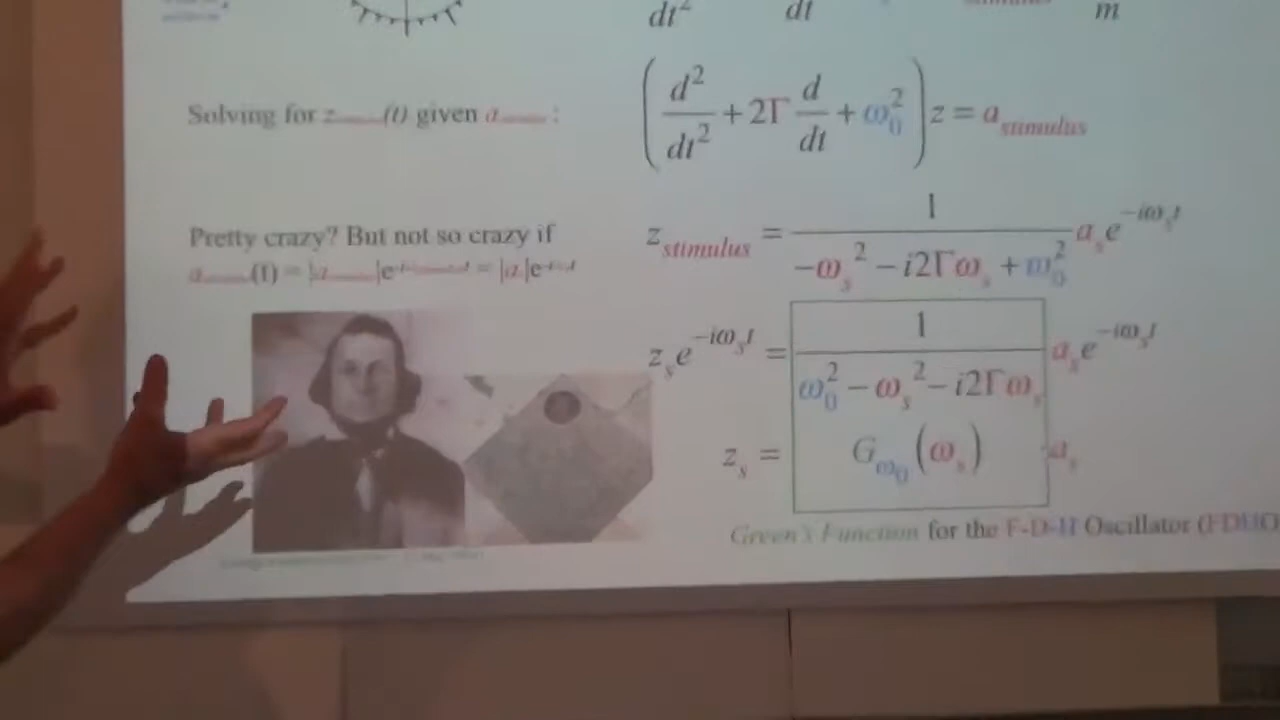 dt² dt m
Solving for z (t) given a :
(d²/dt² + 2Γ d/dt + ω₀²) z = a_stimulus
Pretty crazy? But not so crazy if
z_stimulus = 1/(-ω_s² - i2Γω_s + ω₀²) a_s e^{-iω_s t}
a (t) = |a |e = |a |e
z_s e^{-iω_s t} = 1/(ω₀² - ω_s² - i2Γω_s) a_s e^{-iω_s t}
z_s = G_{ω₀}(ω_s) a_s
Green's Function for the F-D-H Oscillator (FDHO